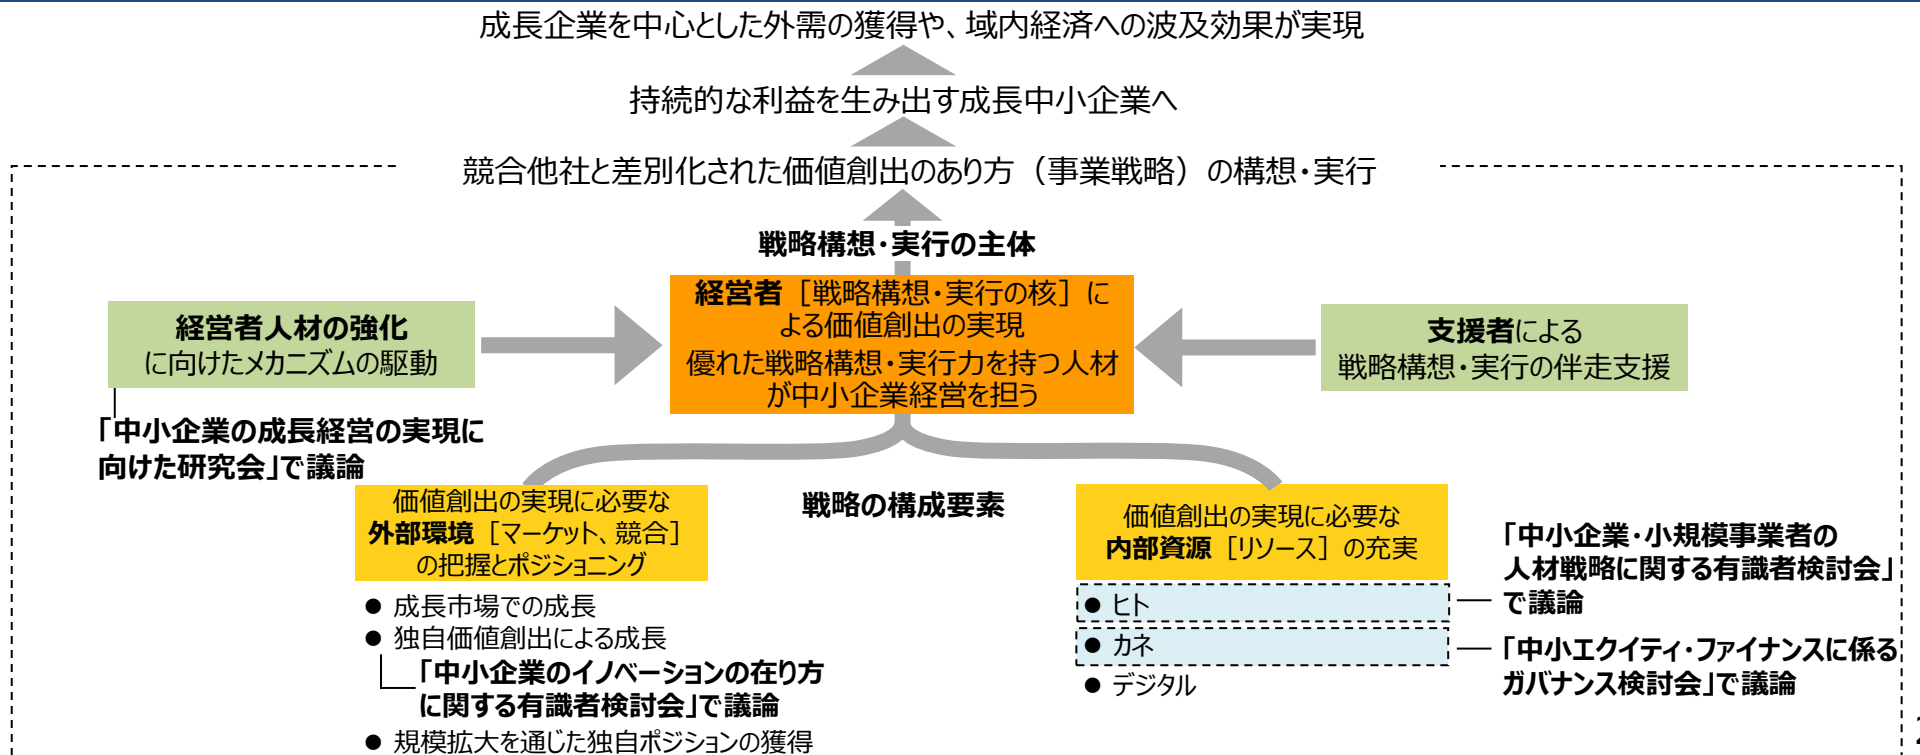 成長企業を中心とした外需の獲得や、域内経済への波及効果が実現
持続的な利益を生み出す成長中小企業へ
競合他社と差別化された価値創出のあり方（事業戦略）の構想・実行
戦略構想・実行の主体
経営者［戦略構想・実行の核］に
よる価値創出の実現
優れた戦略構想・実行力を持つ人材
が中小企業経営を担う
経営者人材の強化
に向けたメカニズムの駆動
「中小企業の成長経営の実現に
向けた研究会」で議論
支援者による
戦略構想・実行の伴走支援
戦略の構成要素
価値創出の実現に必要な
外部環境［マーケット、競合］
の把握とポジショニング
● 成長市場での成長
● 独自価値創出による成長
「中小企業のイノベーションの在り方
に関する有識者検討会」で議論
● 規模拡大を通じた独自ポジションの獲得
価値創出の実現に必要な
内部資源［リソース］の充実
● ヒト
● カネ
● デジタル
「中小企業・小規模事業者の
人材戦略に関する有識者検討会」
で議論
「中小エクイティ・ファイナンスに係る
ガバナンス検討会」で議論